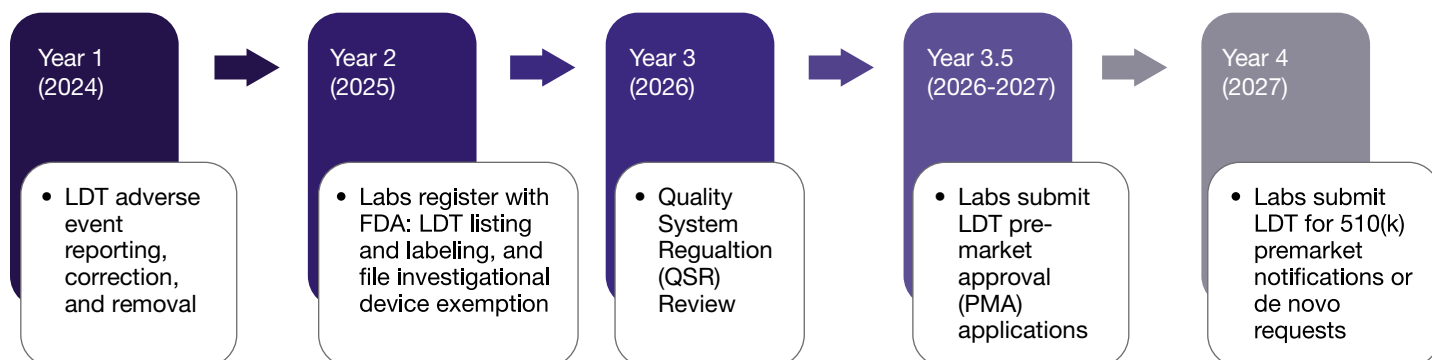 Year 1
(2024)
• LDT adverse
event
reporting,
correction,
and removal
Year 2
(2025)
• Labs register with
FDA: LDT listing
and labeling, and
file investigational
device exemption
Year 3
(2026)
• Quality
System
Regualtion
(QSR)
Review
Year 3.5
(2026-2027)
• Labs submit
LDT pre-
market
approval
(PMA)
applications
Year 4
(2027)
• Labs submit
LDT for 510(k)
premarket
notifications or
de novo
requests